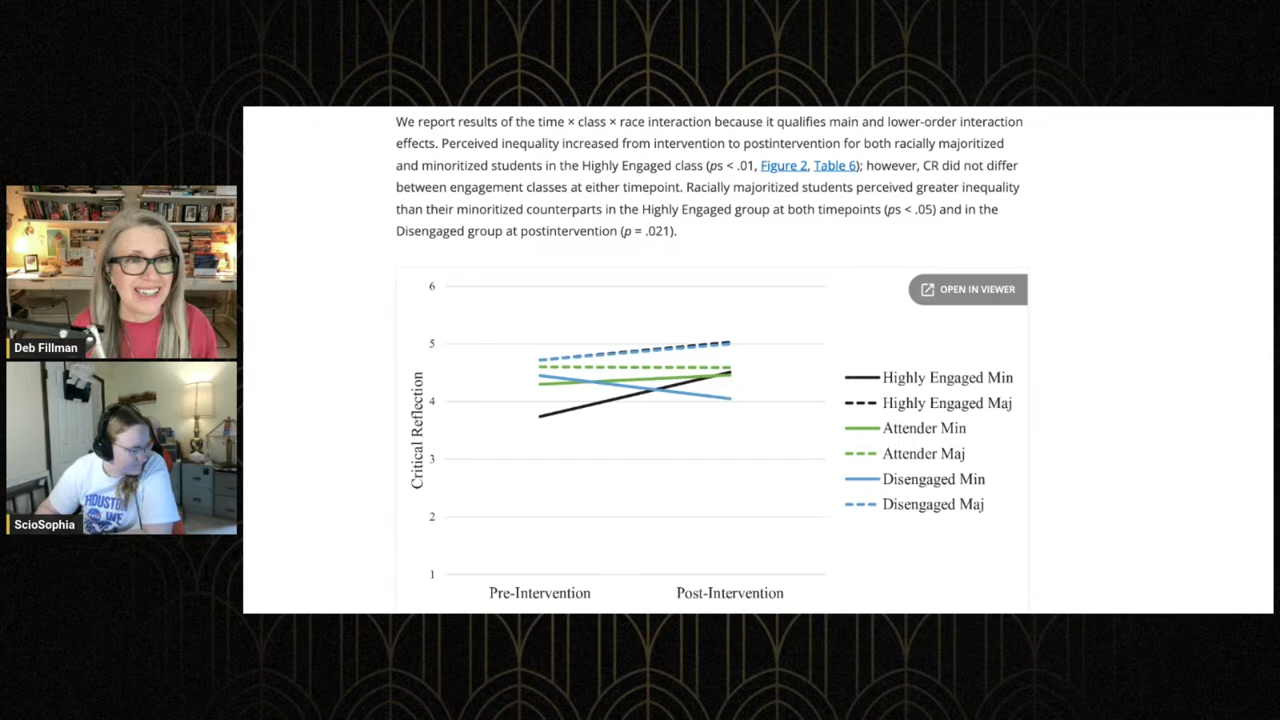 We report results of the time × class × race interaction because it qualifies main and lower-order interaction
effects. Perceived inequality increased from intervention to postintervention for both racially majoritized
and minoritized students in the Highly Engaged class (ps < .01, Figure 2, Table 6); however, CR did not differ
between engagement classes at either timepoint. Racially majoritized students perceived greater inequality
than their minoritized counterparts in the Highly Engaged group at both timepoints (ps < .05) and in the
Disengaged group at postintervention (p = .021).
OPEN IN VIEWER
6
5
4
3
2
1
Critical Reflection
Pre-Intervention
Post-Intervention
Highly Engaged Min
Highly Engaged Maj
Attender Min
Attender Maj
Disengaged Min
Disengaged Maj
Deb Fillman
HOUSTON
WE
ScioSophia